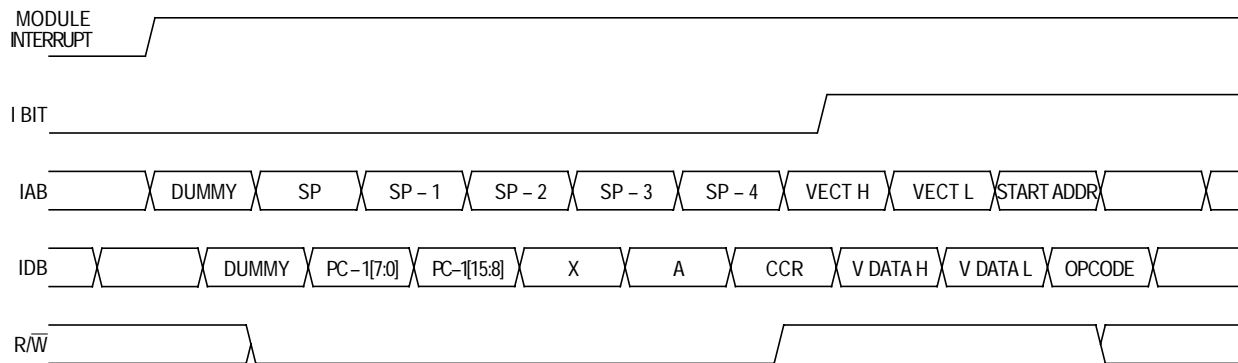 MODULE
INTERRUPT
I BIT
IAB DUMMY SP SP – 1 SP – 2 SP – 3 SP – 4 VECT H VECT L START ADDR
IDB DUMMY PC – 1[7:0] PC–1[15:8] X A CCR V DATA H V DATA L OPCODE
R/W̅